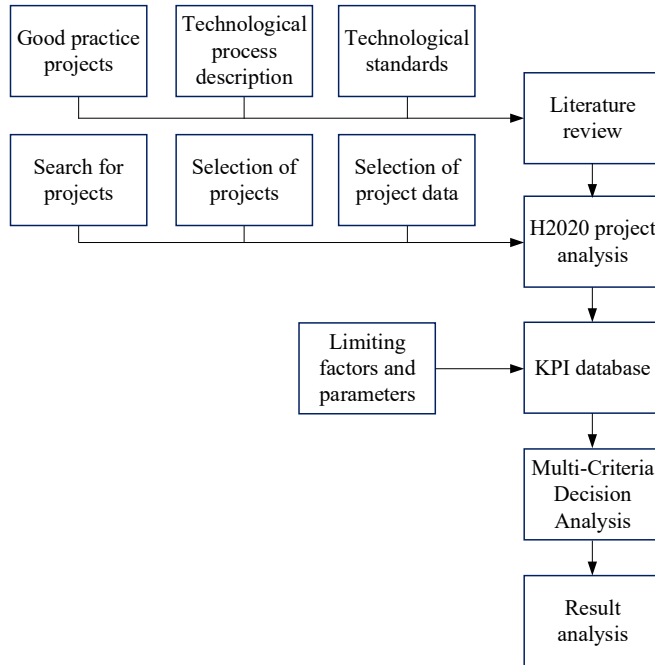 Good practice
projects
Technological
process
description
Technological
standards
Literature
review
Search for
projects
Selection of
projects
Selection of
project data
H2020 project
analysis
Limiting
factors and
parameters
KPI database
Multi-Criteria
Decision
Analysis
Result
analysis